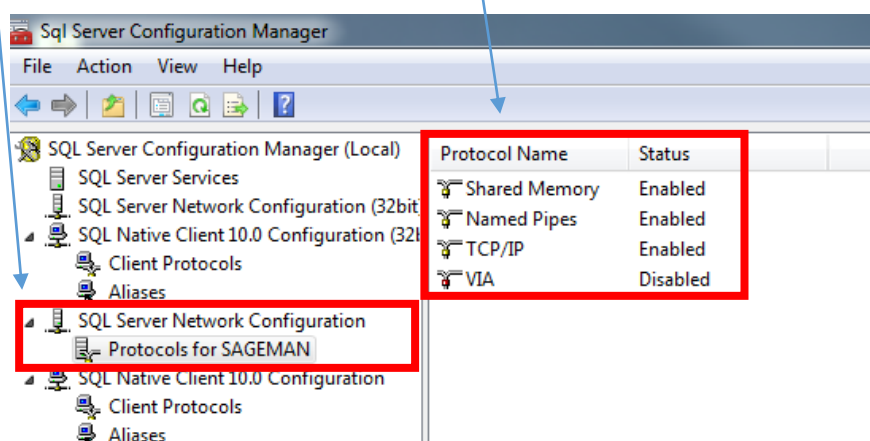 Sql Server Configuration Manager
File Action View Help
SQL Server Configuration Manager (Local)
SQL Server Services
SQL Server Network Configuration (32bit
SQL Native Client 10.0 Configuration (32b
Client Protocols
Aliases
SQL Server Network Configuration
Protocols for SAGEMAN
SQL Native Client 10.0 Configuration
Client Protocols
Aliases
Protocol Name Status
Shared Memory Enabled
Named Pipes Enabled
TCP/IP Enabled
VIA Disabled